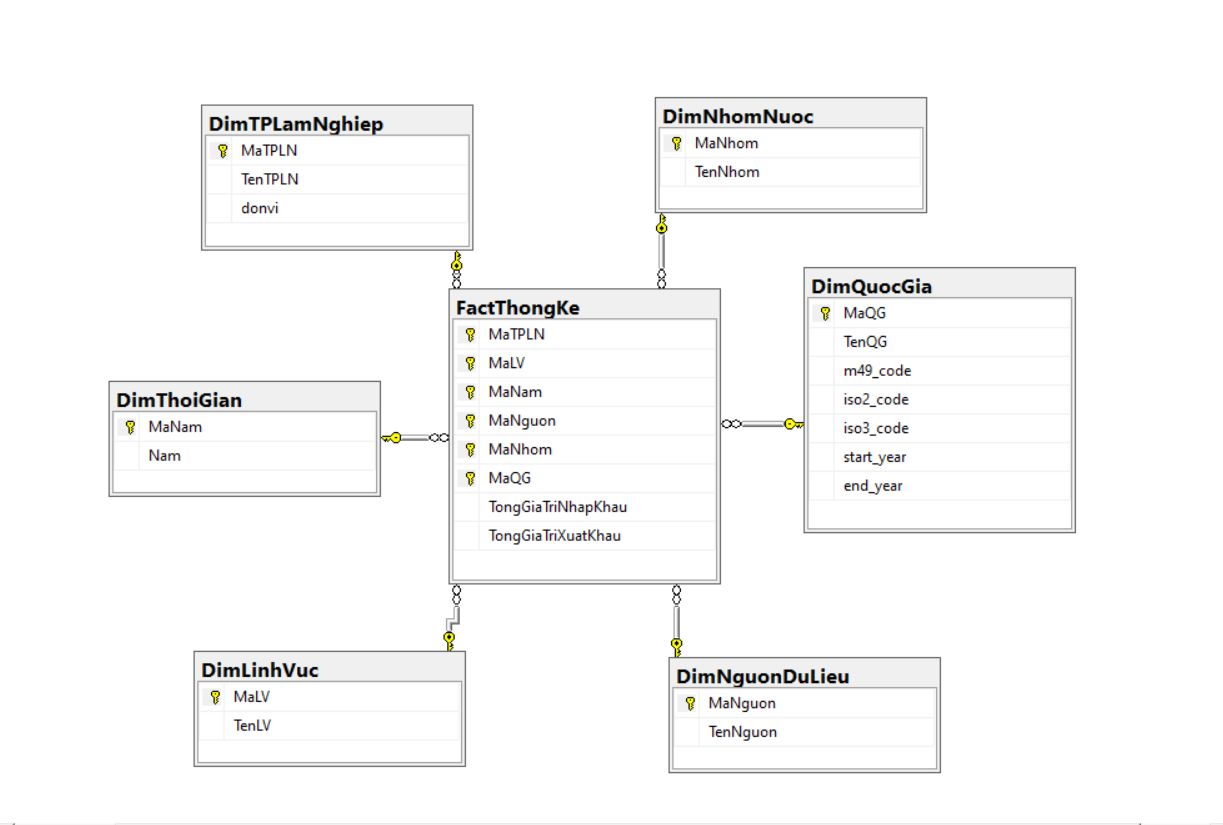 DimTPLamNghiep
MaTPLN
TenTPLN
donvi
DimNhomNuoc
MaNhom
TenNhom
DimQuocGia
MaQG
TenQG
m49_code
iso2_code
iso3_code
start_year
end_year
FactThongKe
MaTPLN
MaLV
MaNam
MaNguon
MaNhom
MaQG
TongGiaTriNhapKhau
TongGiaTriXuatKhau
DimThoiGian
MaNam
Nam
DimLinhVuc
MaLV
TenLV
DimNguonDuLieu
MaNguon
TenNguon